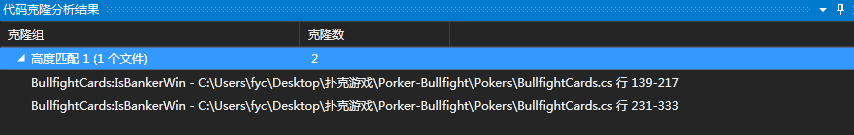 代码克隆分析结果
克隆组 克隆数
高度匹配 1 (1 个文件) 2
BullfightCards:IsBankerWin - C:\Users\fyc\Desktop\扑克游戏\Porker-Bullfight\Pokers\BullfightCards.cs 行 139-217
BullfightCards:IsBankerWin - C:\Users\fyc\Desktop\扑克游戏\Porker-Bullfight\Pokers\BullfightCards.cs 行 231-333